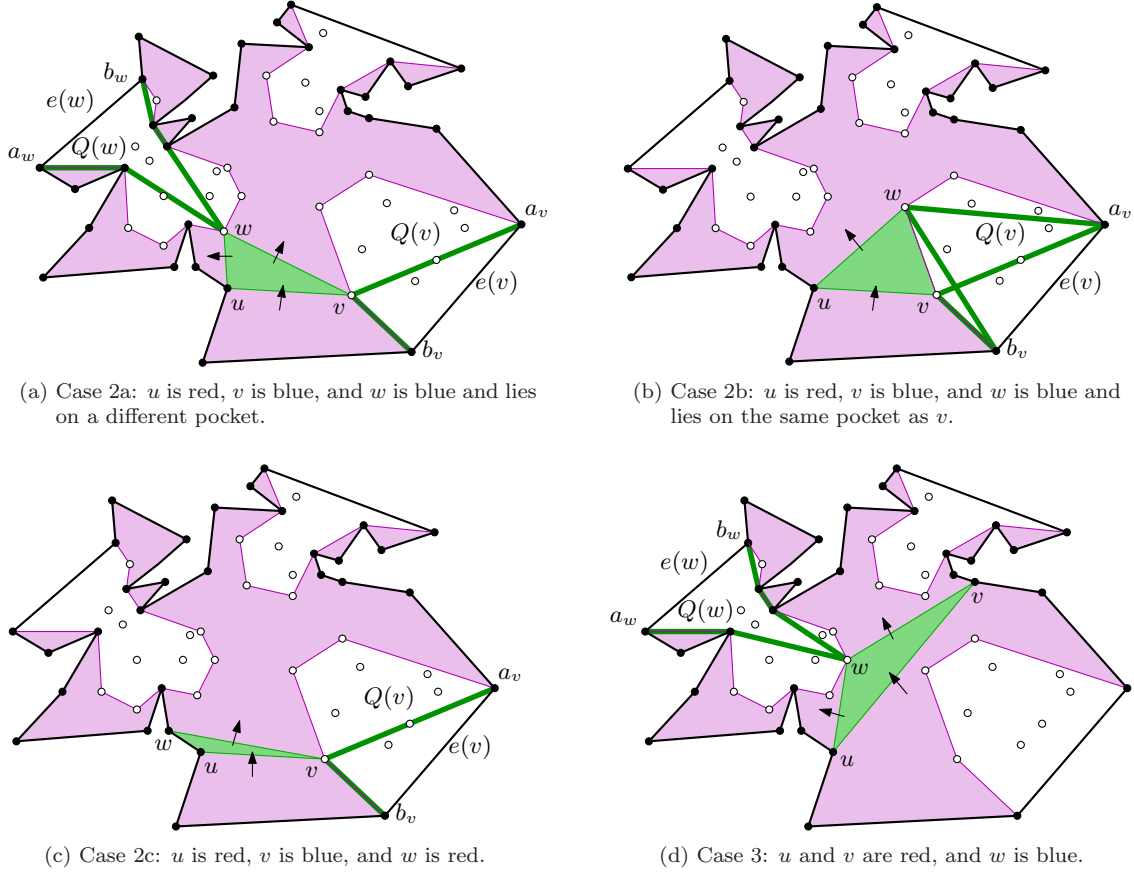 b_w
e(w)
a_w
Q(w)
w
u
v
a_v
Q(v)
e(v)
b_v
(a) Case 2a: u is red, v is blue, and w is blue and lies
on a different pocket.
w
u
v
a_v
Q(v)
e(v)
b_v
(b) Case 2b: u is red, v is blue, and w is blue and
lies on the same pocket as v.
w
u
v
a_v
Q(v)
e(v)
b_v
(c) Case 2c: u is red, v is blue, and w is red.
b_w
e(w)
a_w
Q(w)
v
w
u
(d) Case 3: u and v are red, and w is blue.